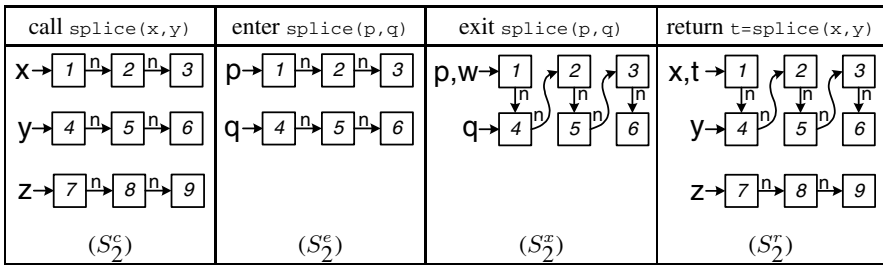 call splice(x,y) enter splice(p,q) exit splice(p,q) return t=splice(x,y)
x 1 n 2 n 3 p 1 n 2 n 3 p,w 1 2 3 x,t 1 2 3
n n n n n n
n n n n
y 4 n 5 n 6 q 4 n 5 n 6 q 4 5 6 y 4 5 6
z 7 n 8 n 9 z 7 n 8 n 9
(S₂ᶜ) (S₂ᵉ) (S₂ˣ) (S₂ʳ)